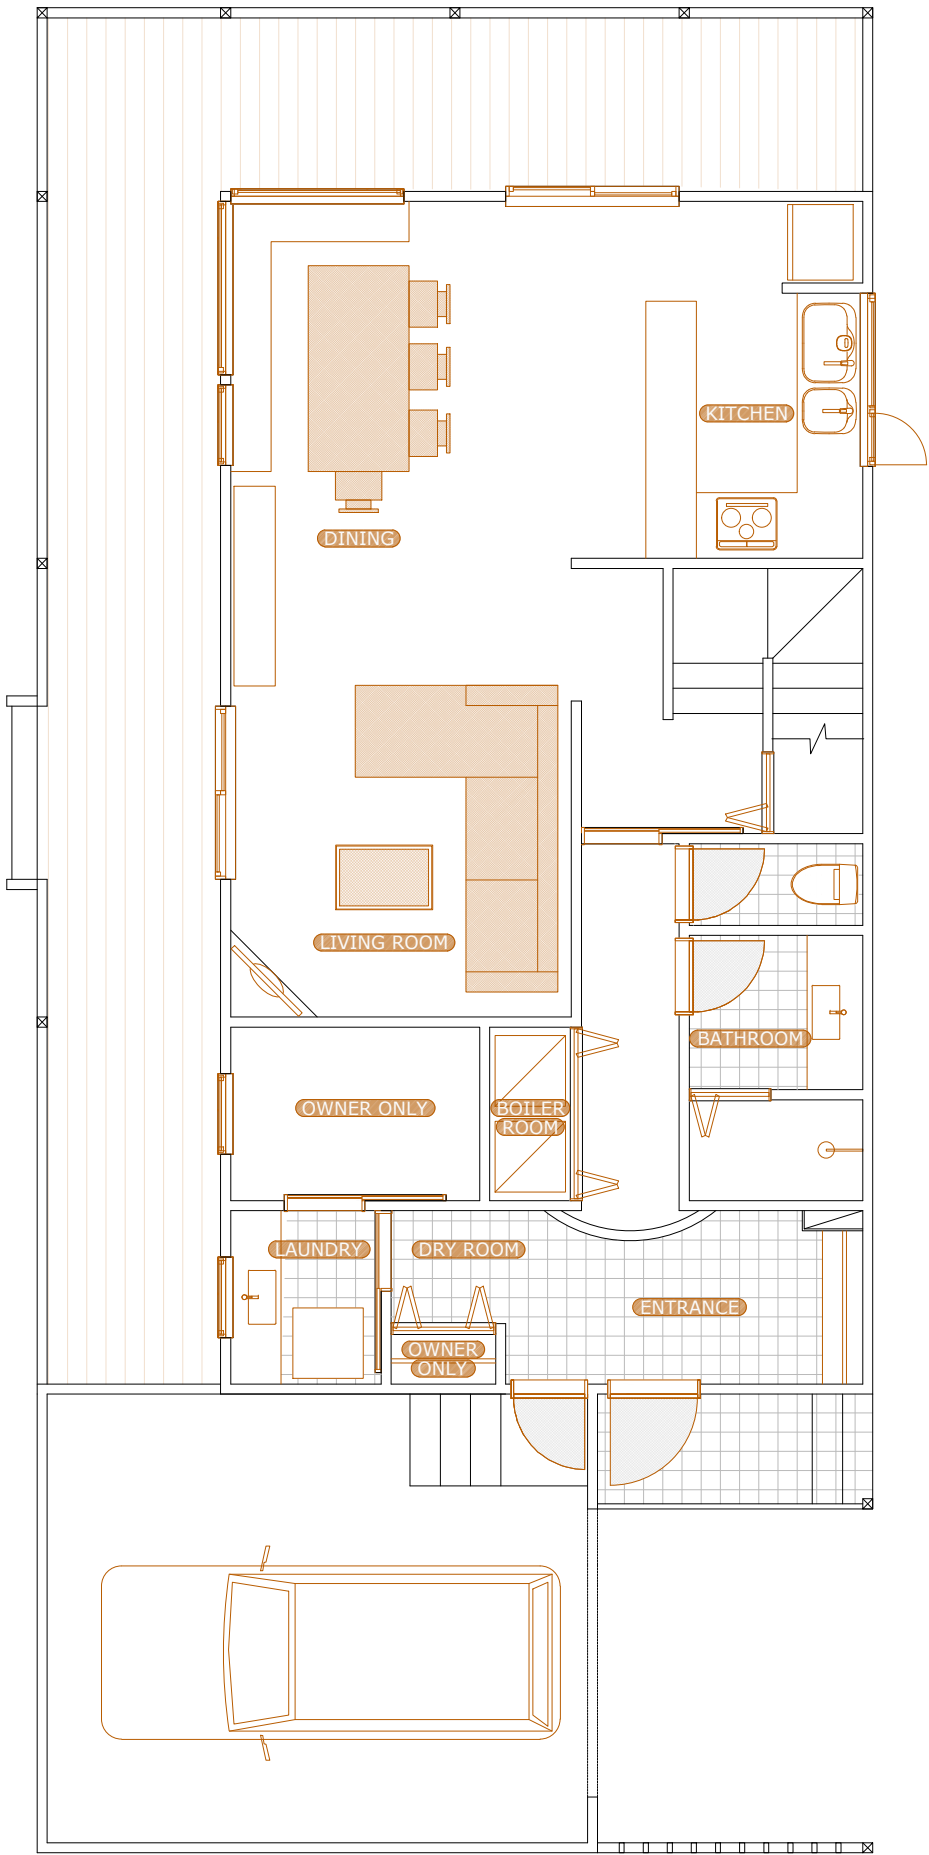 KITCHEN
DINING
LIVING ROOM
BATHROOM
OWNER ONLY
BOILER
ROOM
LAUNDRY
DRY ROOM
ENTRANCE
OWNER
ONLY